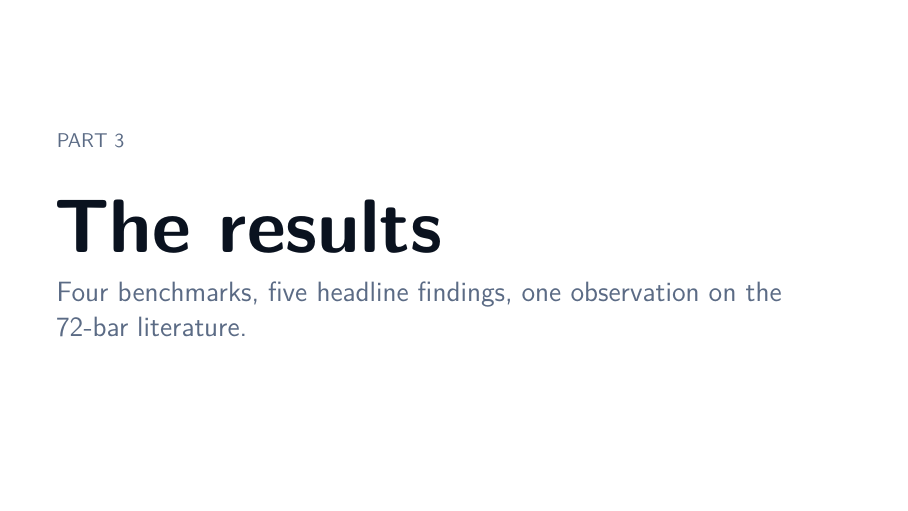 PART 3
The results
Four benchmarks, five headline findings, one observation on the
72-bar literature.